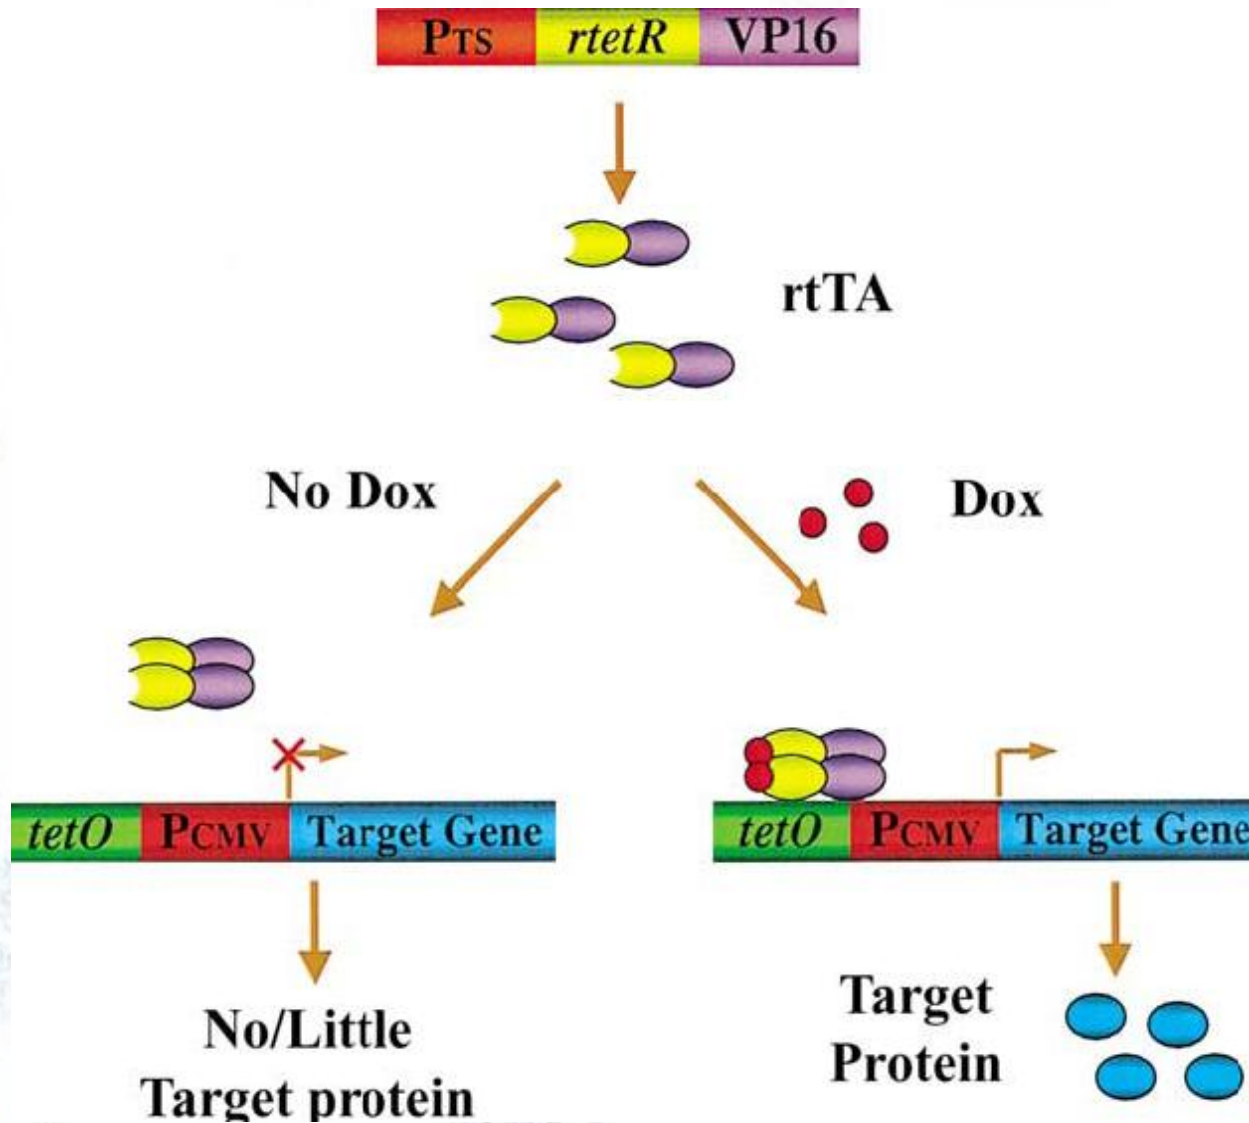 PTS rtetR VP16
rtTA
No Dox
Dox
tetO PCMV Target Gene
tetO PCMV Target Gene
No/Little
Target protein
Target
Protein